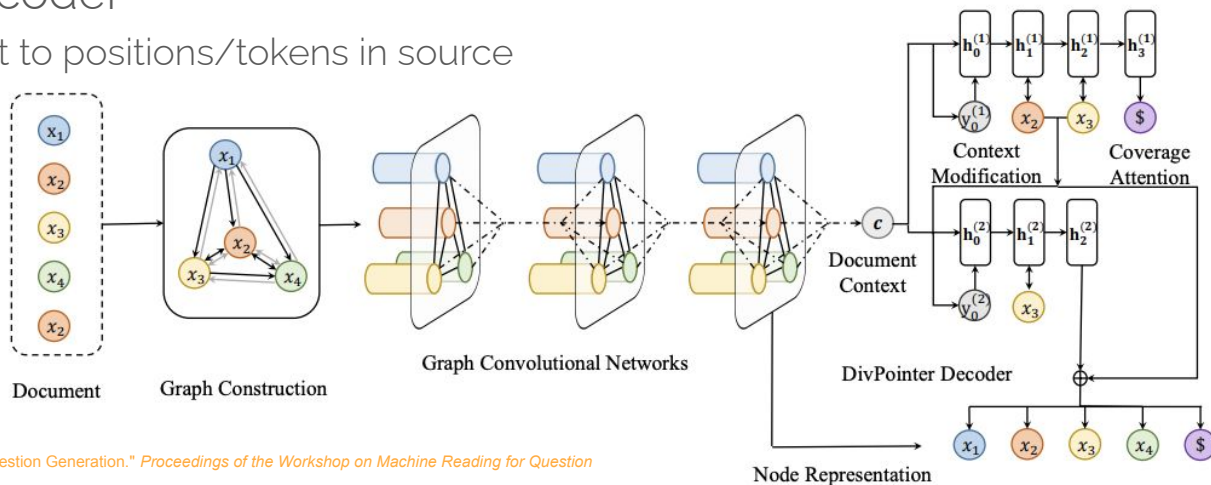 t to positions/tokens in source
x₁
x₂
x₃
x₄
x₂
Document
x₁
x₂
x₃
x₄
Graph Construction
Graph Convolutional Networks
c
Document
Context
h₀⁽¹⁾ h₁⁽¹⁾ h₂⁽¹⁾ h₃⁽¹⁾
y₀⁽¹⁾ x₂ x₃ $
Context
Modification
Coverage
Attention
h₀⁽²⁾ h₁⁽²⁾ h₂⁽²⁾
y₀⁽²⁾ x₃
DivPointer Decoder
x₁ x₂ x₃ x₄ $
Node Representation
estion Generation." Proceedings of the Workshop on Machine Reading for Question